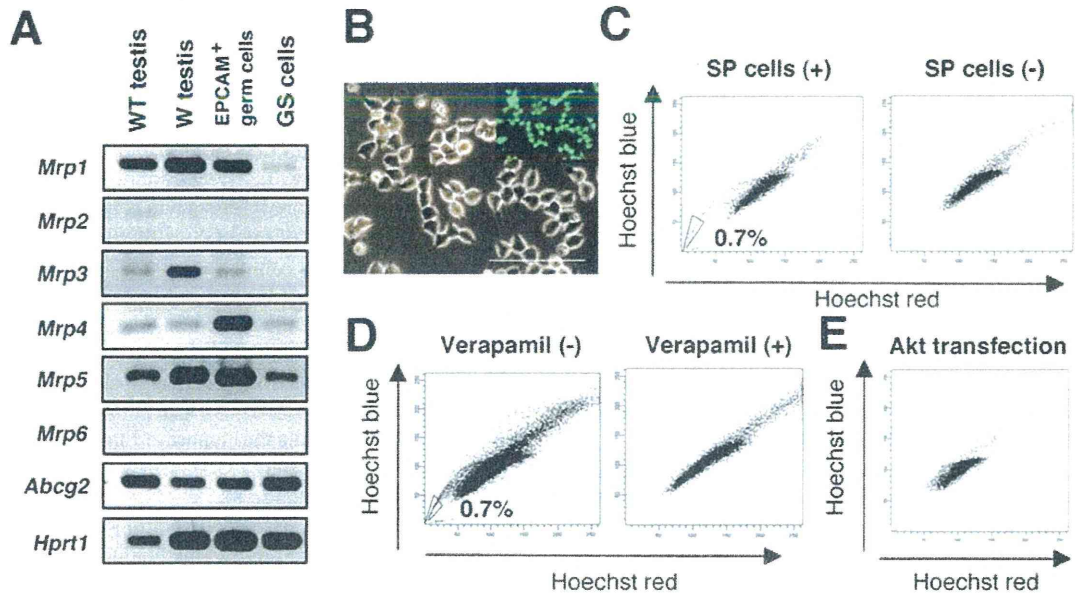 A
WT testis
W testis
EPCAM+
germ cells
GS cells
Mrp1
Mrp2
Mrp3
Mrp4
Mrp5
Mrp6
Abcg2
Hprt1
B
C
SP cells (+)
SP cells (-)
Hoechst blue
0.7%
Hoechst red
D
Verapamil (-)
Verapamil (+)
Hoechst blue
0.7%
Hoechst red
E
Akt transfection
Hoechst blue
Hoechst red